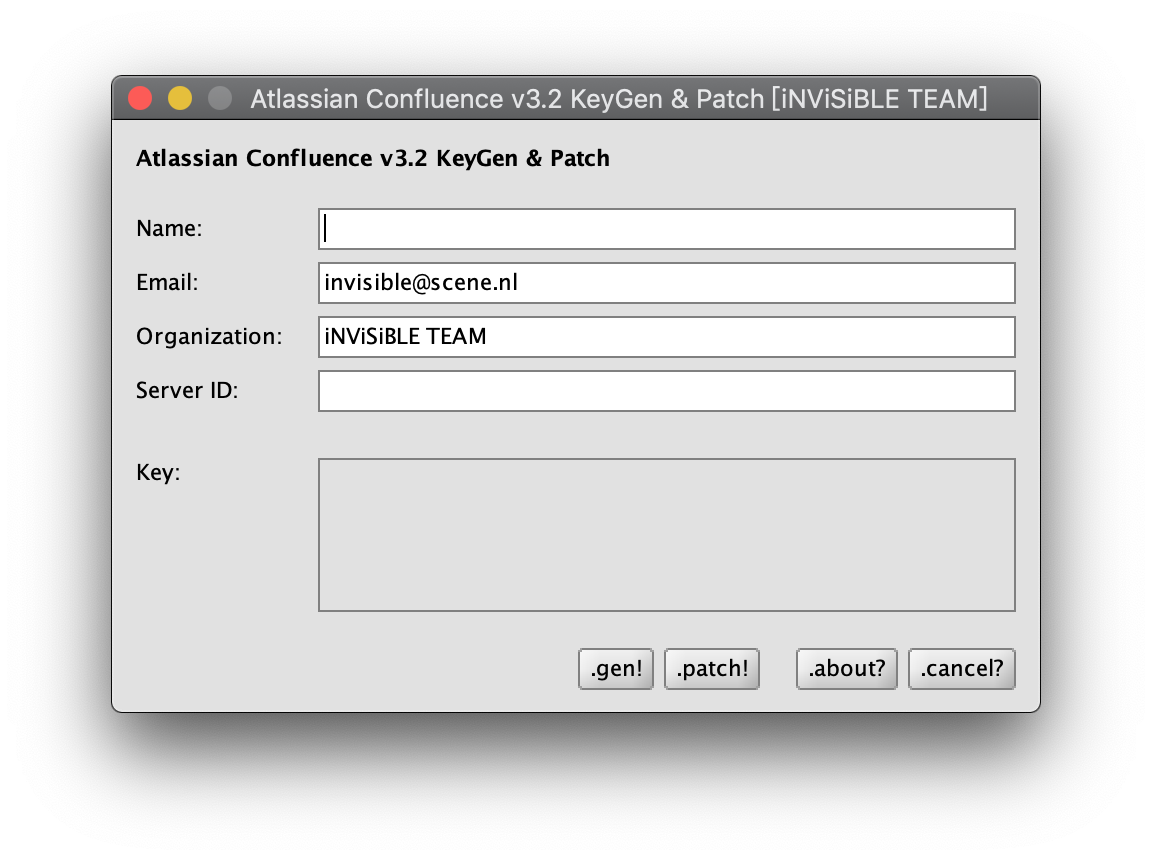 Atlassian Confluence v3.2 KeyGen & Patch [iNViSiBLE TEAM]
Atlassian Confluence v3.2 KeyGen & Patch
Name:
Email: invisible@scene.nl
Organization: iNViSiBLE TEAM
Server ID:
Key:
.gen! .patch! .about? .cancel?